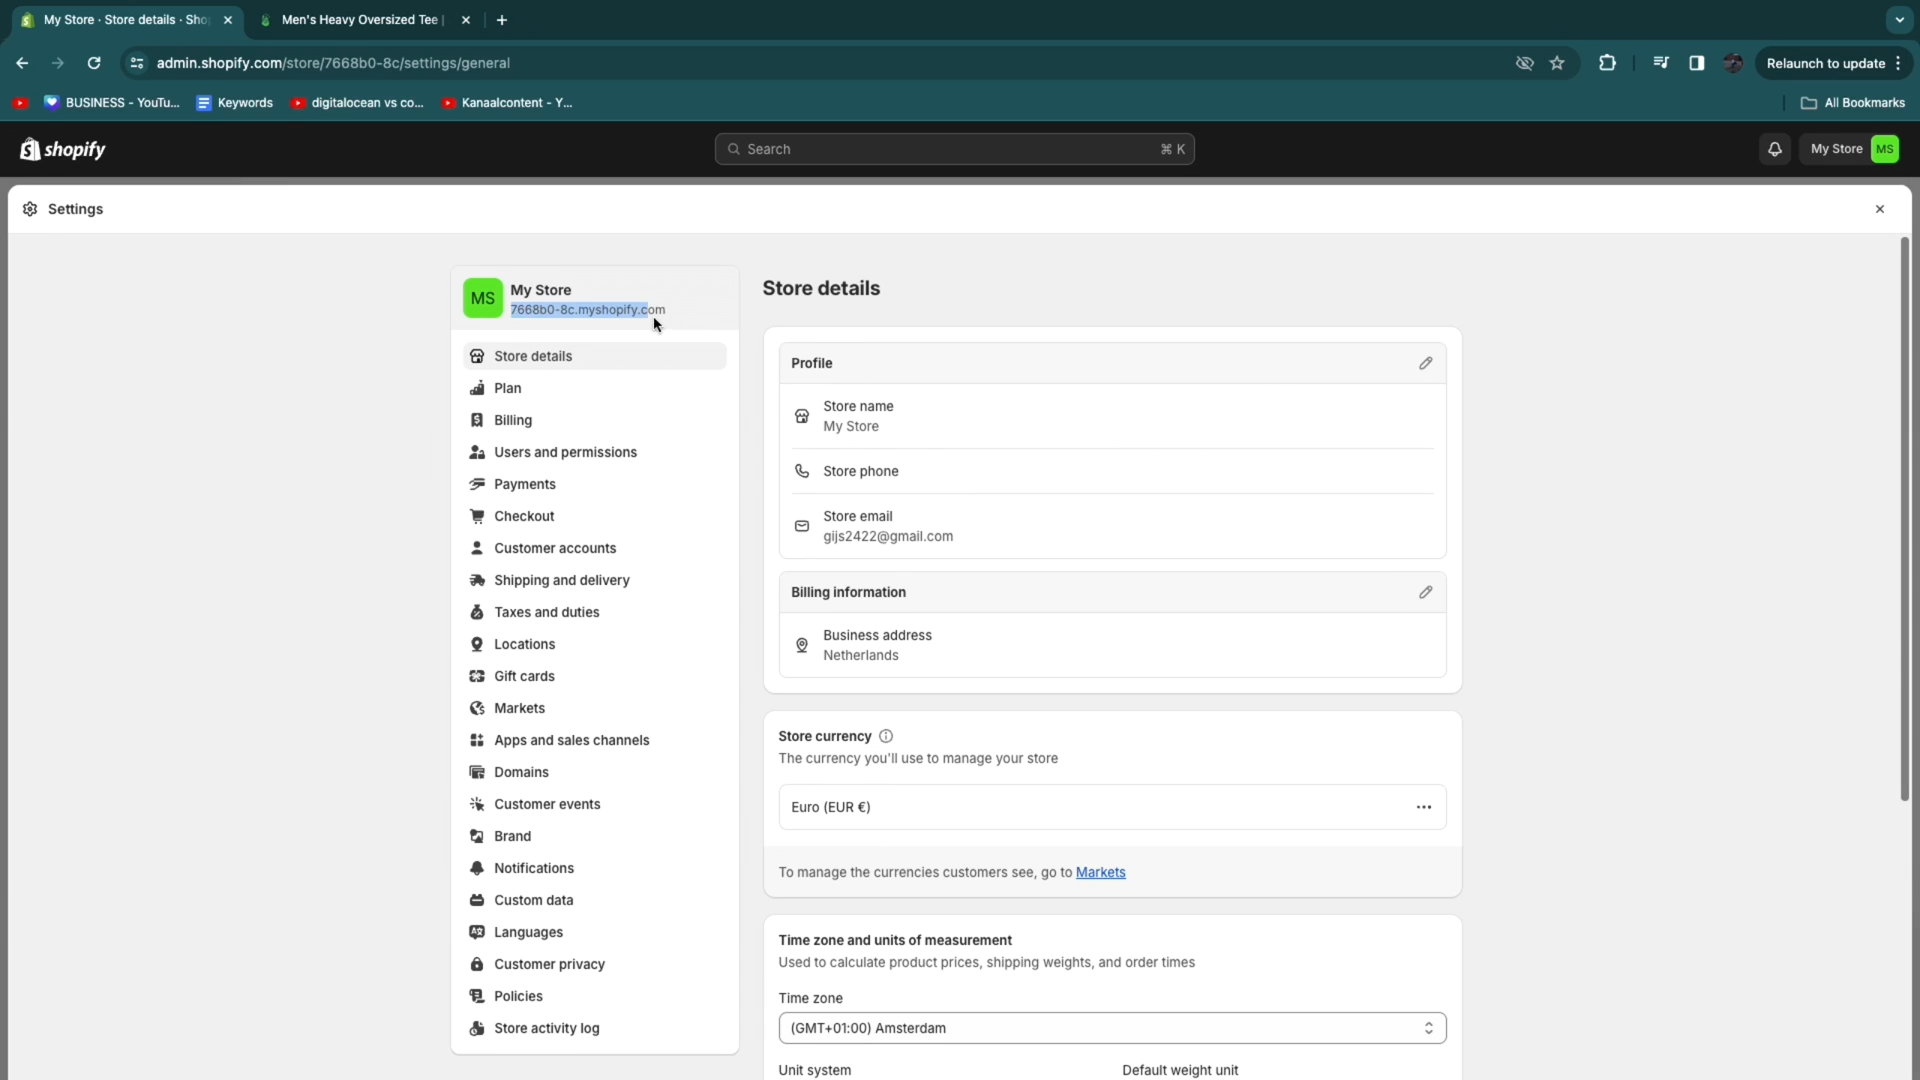 My Store · Store details · Sho
Men's Heavy Oversized Tee |
admin.shopify.com/store/7668b0-8c/settings/general
Relaunch to update
BUSINESS - YouTu...
Keywords
digitalocean vs co...
Kanaalcontent - Y...
All Bookmarks
shopify
Search
⌘ K
My Store
MS
Settings
MS
My Store
7668b0-8c.myshopify.com
Store details
Plan
Billing
Users and permissions
Payments
Checkout
Customer accounts
Shipping and delivery
Taxes and duties
Locations
Gift cards
Markets
Apps and sales channels
Domains
Customer events
Brand
Notifications
Custom data
Languages
Customer privacy
Policies
Store activity log
Store details
Profile
Store name
My Store
Store phone
Store email
gijs2422@gmail.com
Billing information
Business address
Netherlands
Store currency
The currency you'll use to manage your store
Euro (EUR €)
To manage the currencies customers see, go to Markets
Time zone and units of measurement
Used to calculate product prices, shipping weights, and order times
Time zone
(GMT+01:00) Amsterdam
Unit system
Default weight unit